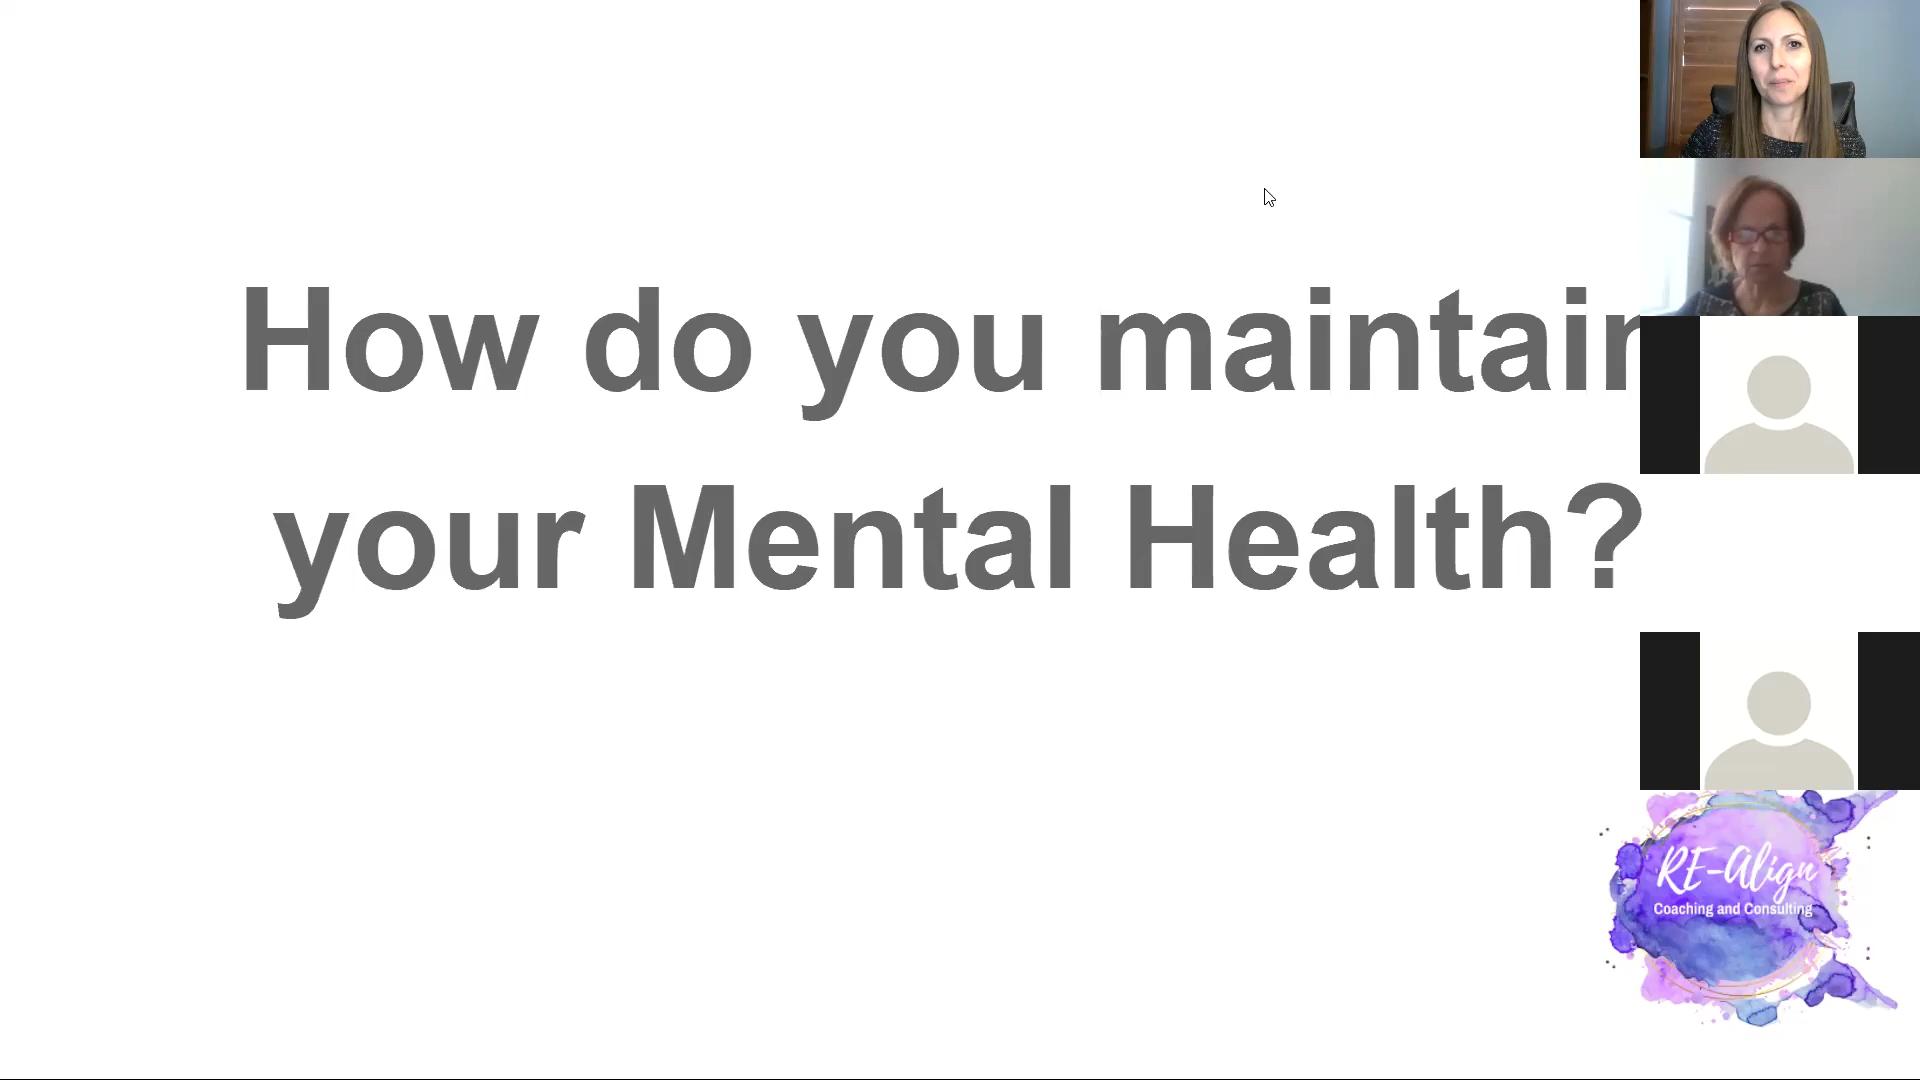 How do you maintain
your Mental Health?
RE-Align
Coaching and Consulting